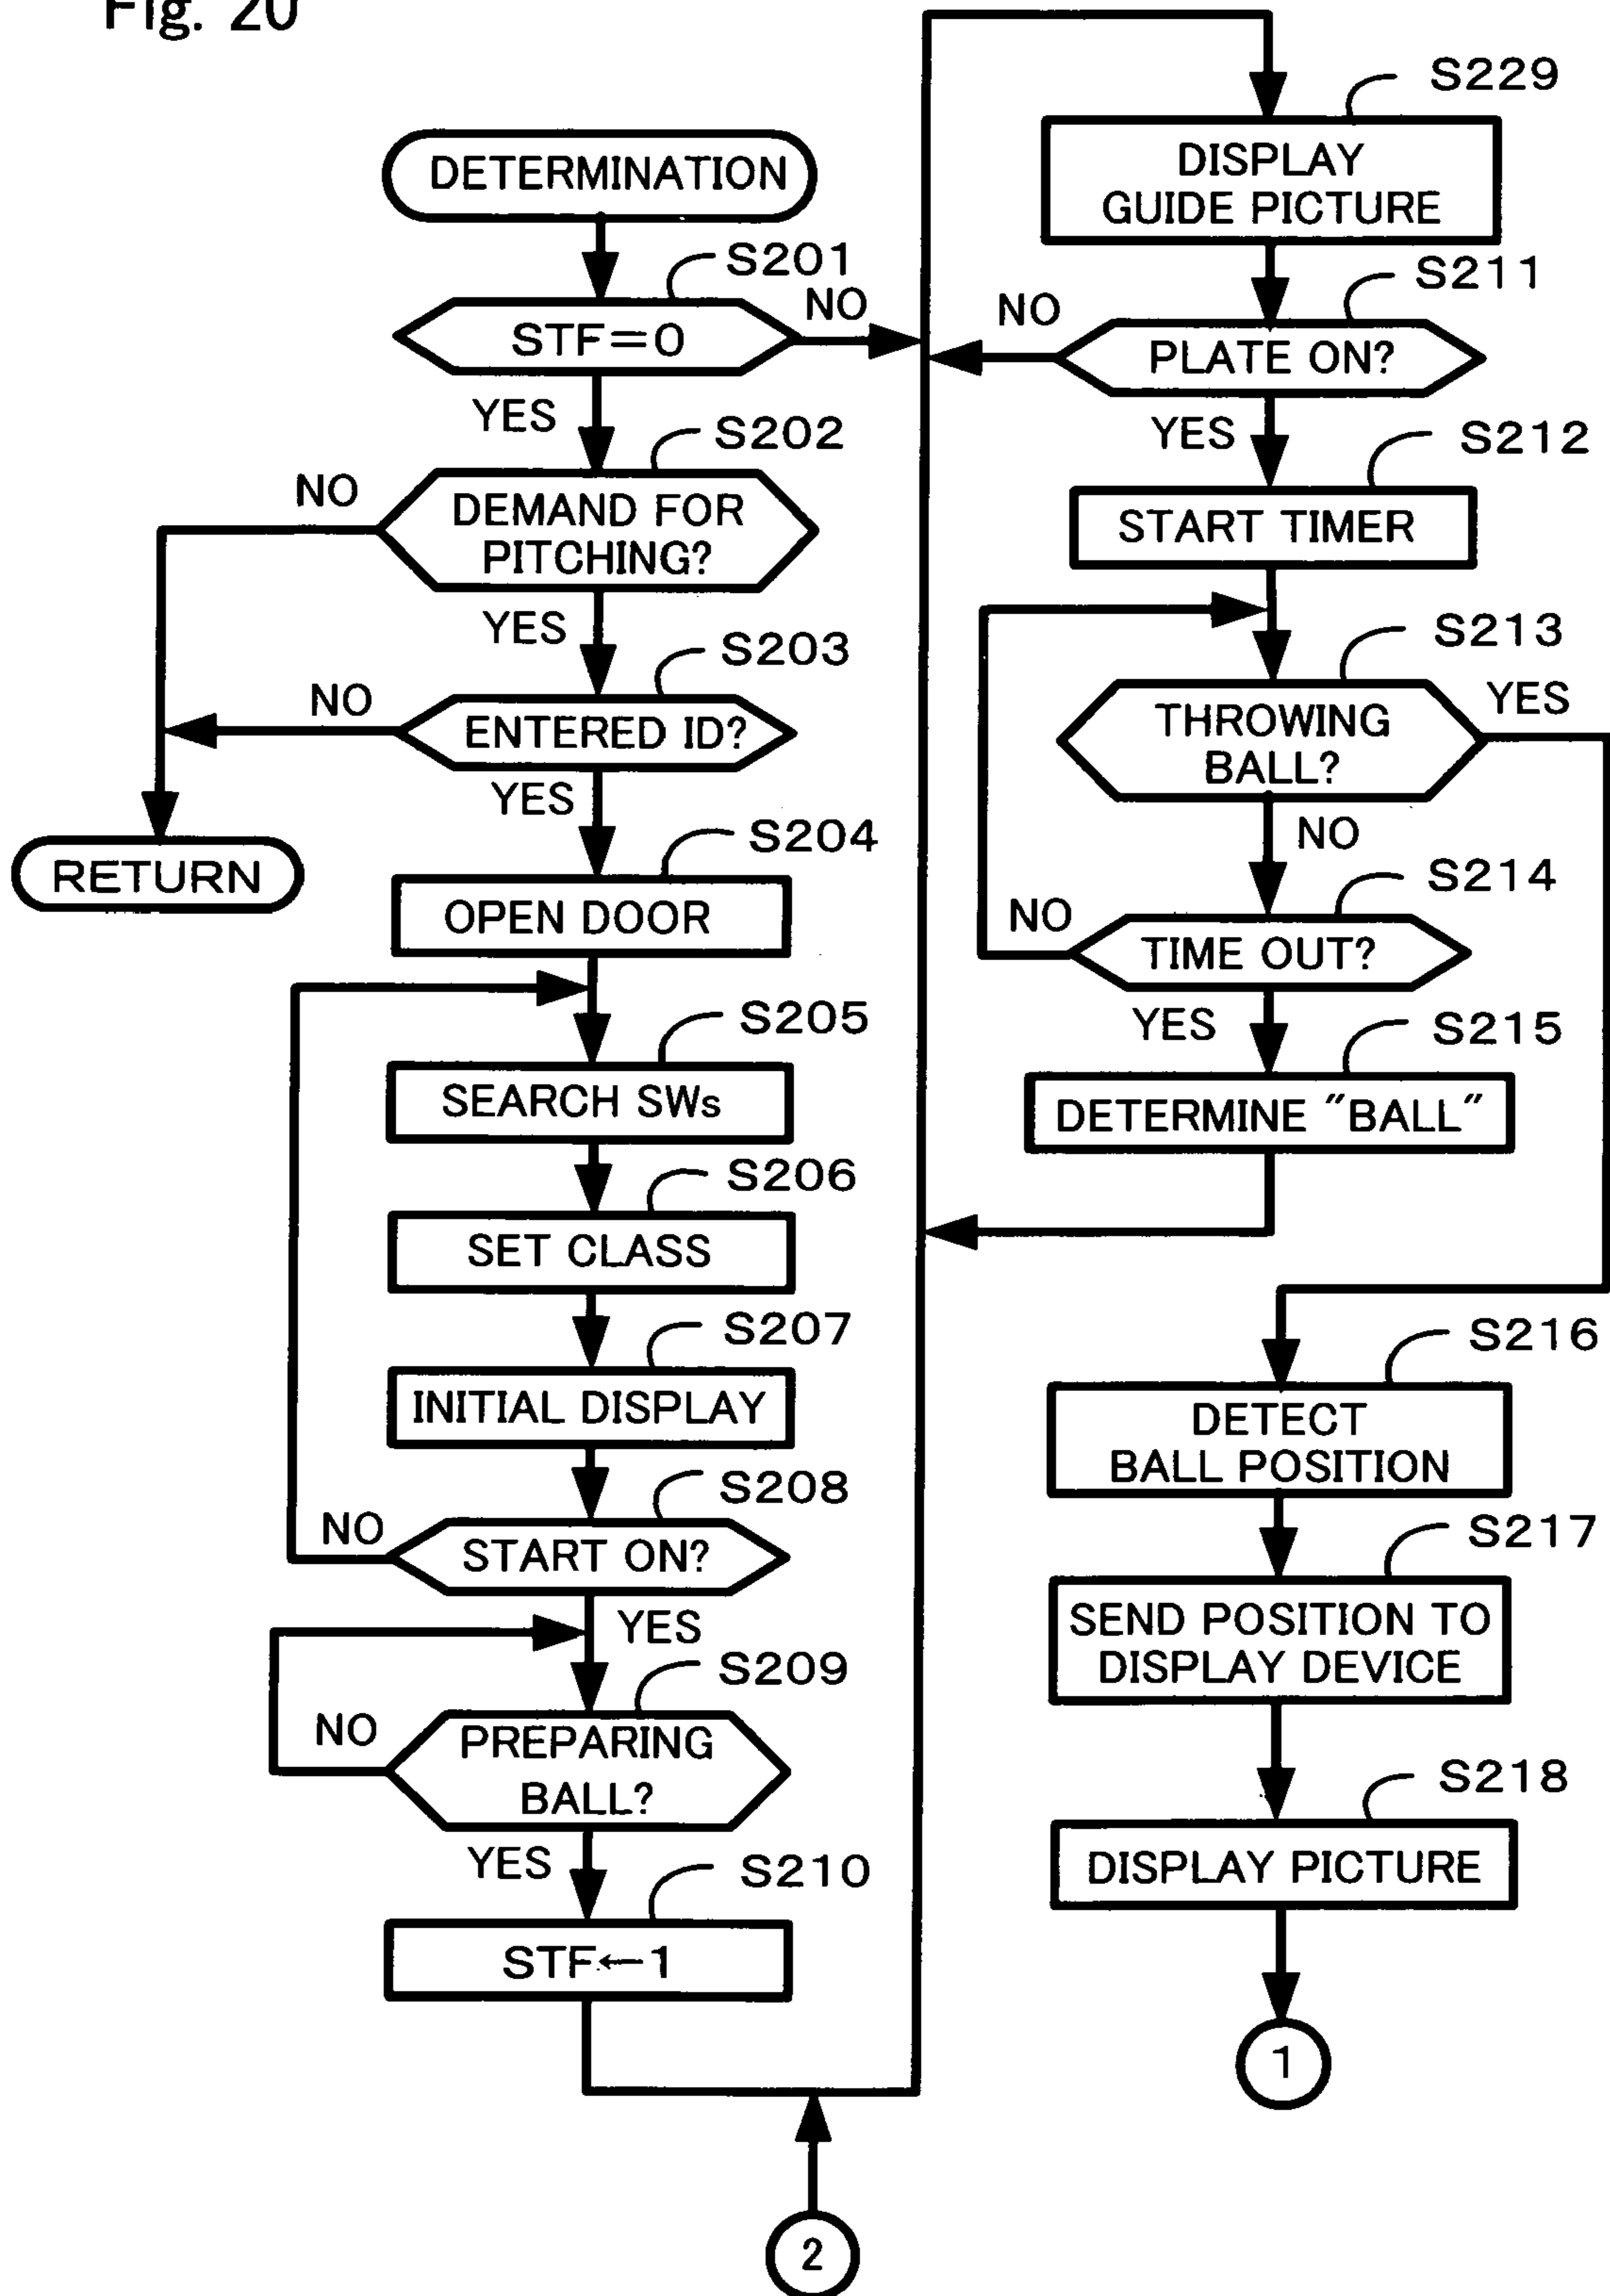 Fig. 20
DETERMINATION
S201
STF=0
NO
YES
S202
DEMAND FOR
PITCHING?
NO
YES
S203
ENTERED ID?
NO
YES
RETURN
S204
OPEN DOOR
S205
SEARCH SWs
S206
SET CLASS
S207
INITIAL DISPLAY
S208
START ON?
NO
YES
S209
PREPARING
BALL?
NO
YES
S210
STF←1
2
S229
DISPLAY
GUIDE PICTURE
S211
PLATE ON?
NO
YES
S212
START TIMER
S213
THROWING
BALL?
YES
NO
S214
TIME OUT?
NO
YES
S215
DETERMINE "BALL"
S216
DETECT
BALL POSITION
S217
SEND POSITION TO
DISPLAY DEVICE
S218
DISPLAY PICTURE
1